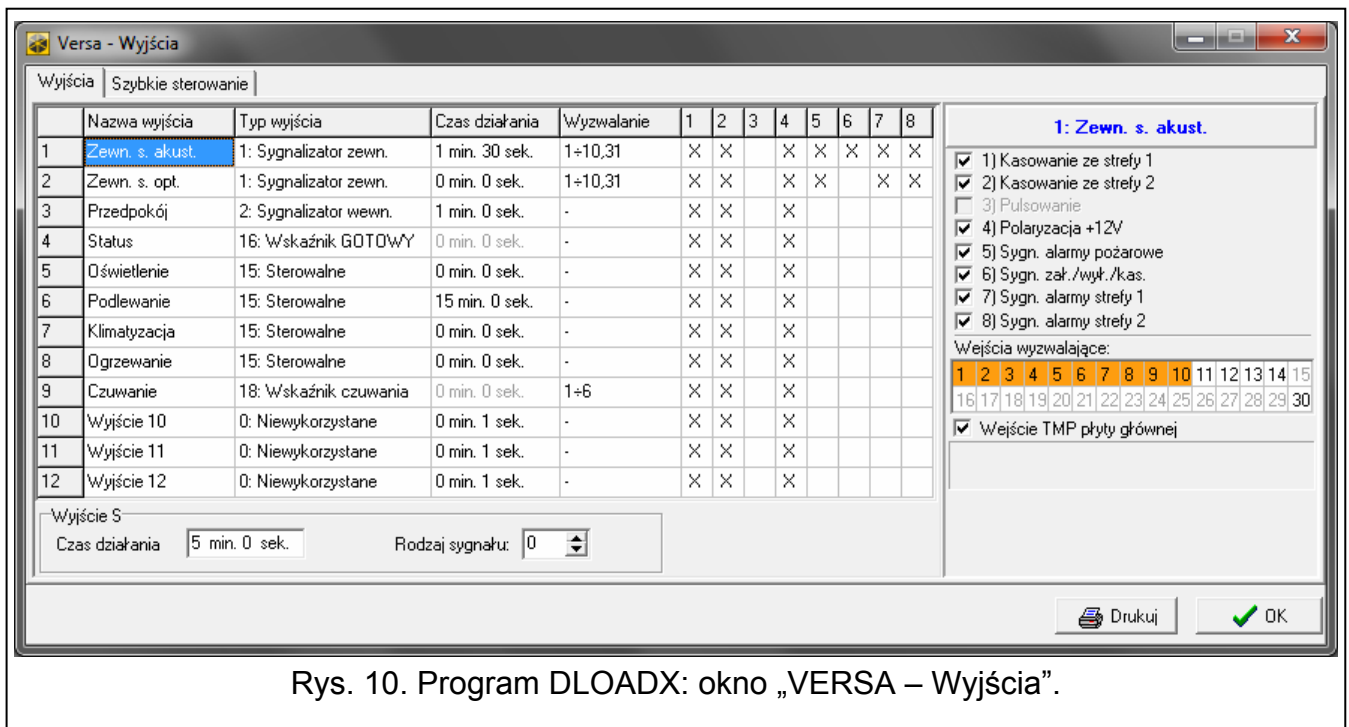 Versa - Wyjścia
Wyjścia Szybkie sterowanie
Nazwa wyjścia Typ wyjścia Czas działania Wyzwalanie 1 2 3 4 5 6 7 8
1 Zewn. s. akust. 1: Sygnalizator zewn. 1 min. 30 sek. 1÷10,31 X X X X X X X
2 Zewn. s. opt. 1: Sygnalizator zewn. 0 min. 0 sek. 1÷10,31 X X X X X X
3 Przedpokój 2: Sygnalizator wewn. 1 min. 0 sek. - X X X
4 Status 16: Wskaźnik GOTOWY 0 min. 0 sek. - X X X
5 Oświetlenie 15: Sterowalne 0 min. 0 sek. - X X X
6 Podlewanie 15: Sterowalne 15 min. 0 sek. - X X X
7 Klimatyzacja 15: Sterowalne 0 min. 0 sek. - X X X
8 Ogrzewanie 15: Sterowalne 0 min. 0 sek. - X X X
9 Czuwanie 18: Wskaźnik czuwania 0 min. 0 sek. 1÷6 X X X
10 Wyjście 10 0: Niewykorzystane 0 min. 1 sek. - X X X
11 Wyjście 11 0: Niewykorzystane 0 min. 1 sek. - X X X
12 Wyjście 12 0: Niewykorzystane 0 min. 1 sek. - X X X
Wyjście S
Czas działania 5 min. 0 sek. Rodzaj sygnału: 0
1: Zewn. s. akust.
1) Kasowanie ze strefy 1
2) Kasowanie ze strefy 2
3) Pulsowanie
4) Polaryzacja +12V
5) Sygn. alarmy pożarowe
6) Sygn. zał./wył./kas.
7) Sygn. alarmy strefy 1
8) Sygn. alarmy strefy 2
Wejścia wyzwalające:
1 2 3 4 5 6 7 8 9 10 11 12 13 14 15
16 17 18 19 20 21 22 23 24 25 26 27 28 29 30
Wejście TMP płyty głównej
Drukuj OK
Rys. 10. Program DLOADX: okno „VERSA – Wyjścia”.